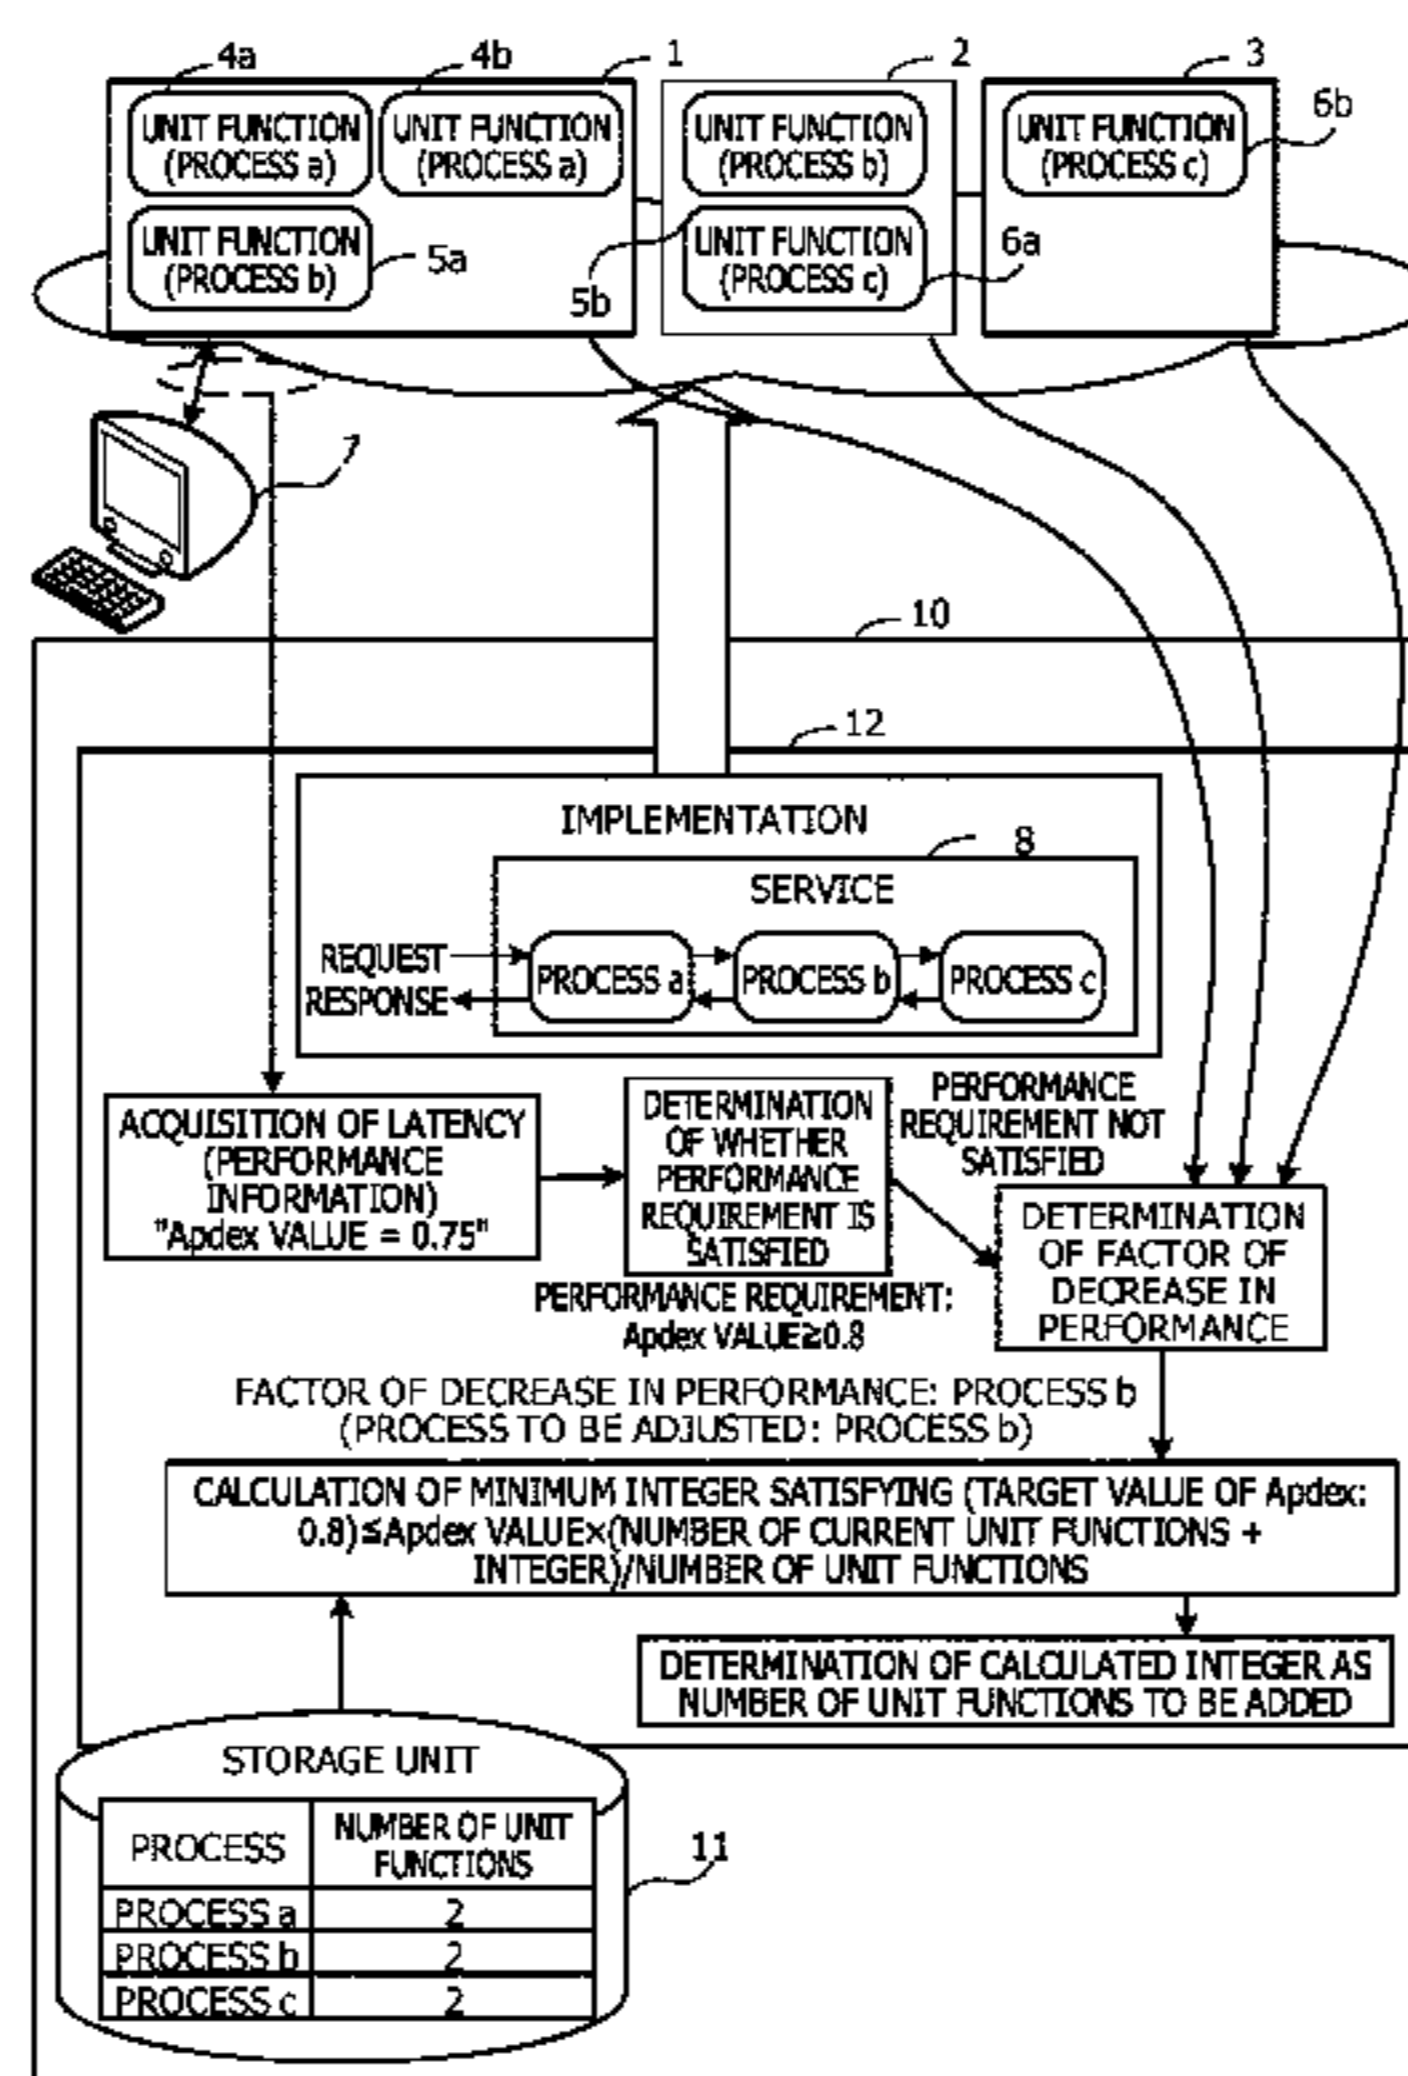 4a
4b
1
2
3
UNIT FUNCTION
(PROCESS a)
UNIT FUNCTION
(PROCESS a)
UNIT FUNCTION
(PROCESS b)
UNIT FUNCTION
(PROCESS c)
6b
UNIT FUNCTION
(PROCESS b)
5a
5b
UNIT FUNCTION
(PROCESS c)
6a
7
10
12
IMPLEMENTATION
8
SERVICE
REQUEST
RESPONSE
PROCESS a
PROCESS b
PROCESS c
ACQUISITION OF LATENCY
(PERFORMANCE
INFORMATION)
"Apdex VALUE = 0.75"
DETERMINATION
OF WHETHER
PERFORMANCE
REQUIREMENT IS
SATISFIED
PERFORMANCE
REQUIREMENT NOT
SATISFIED
PERFORMANCE REQUIREMENT:
Apdex VALUE≧0.8
DETERMINATION
OF FACTOR OF
DECREASE IN
PERFORMANCE
FACTOR OF DECREASE IN PERFORMANCE: PROCESS b
(PROCESS TO BE ADJUSTED: PROCESS b)
CALCULATION OF MINIMUM INTEGER SATISFYING (TARGET VALUE OF Apdex:
0.8)≦Apdex VALUE×(NUMBER OF CURRENT UNIT FUNCTIONS +
INTEGER)/NUMBER OF UNIT FUNCTIONS
DETERMINATION OF CALCULATED INTEGER AS
NUMBER OF UNIT FUNCTIONS TO BE ADDED
STORAGE UNIT
PROCESS
NUMBER OF UNIT
FUNCTIONS
11
PROCESS a 2
PROCESS b 2
PROCESS c 2